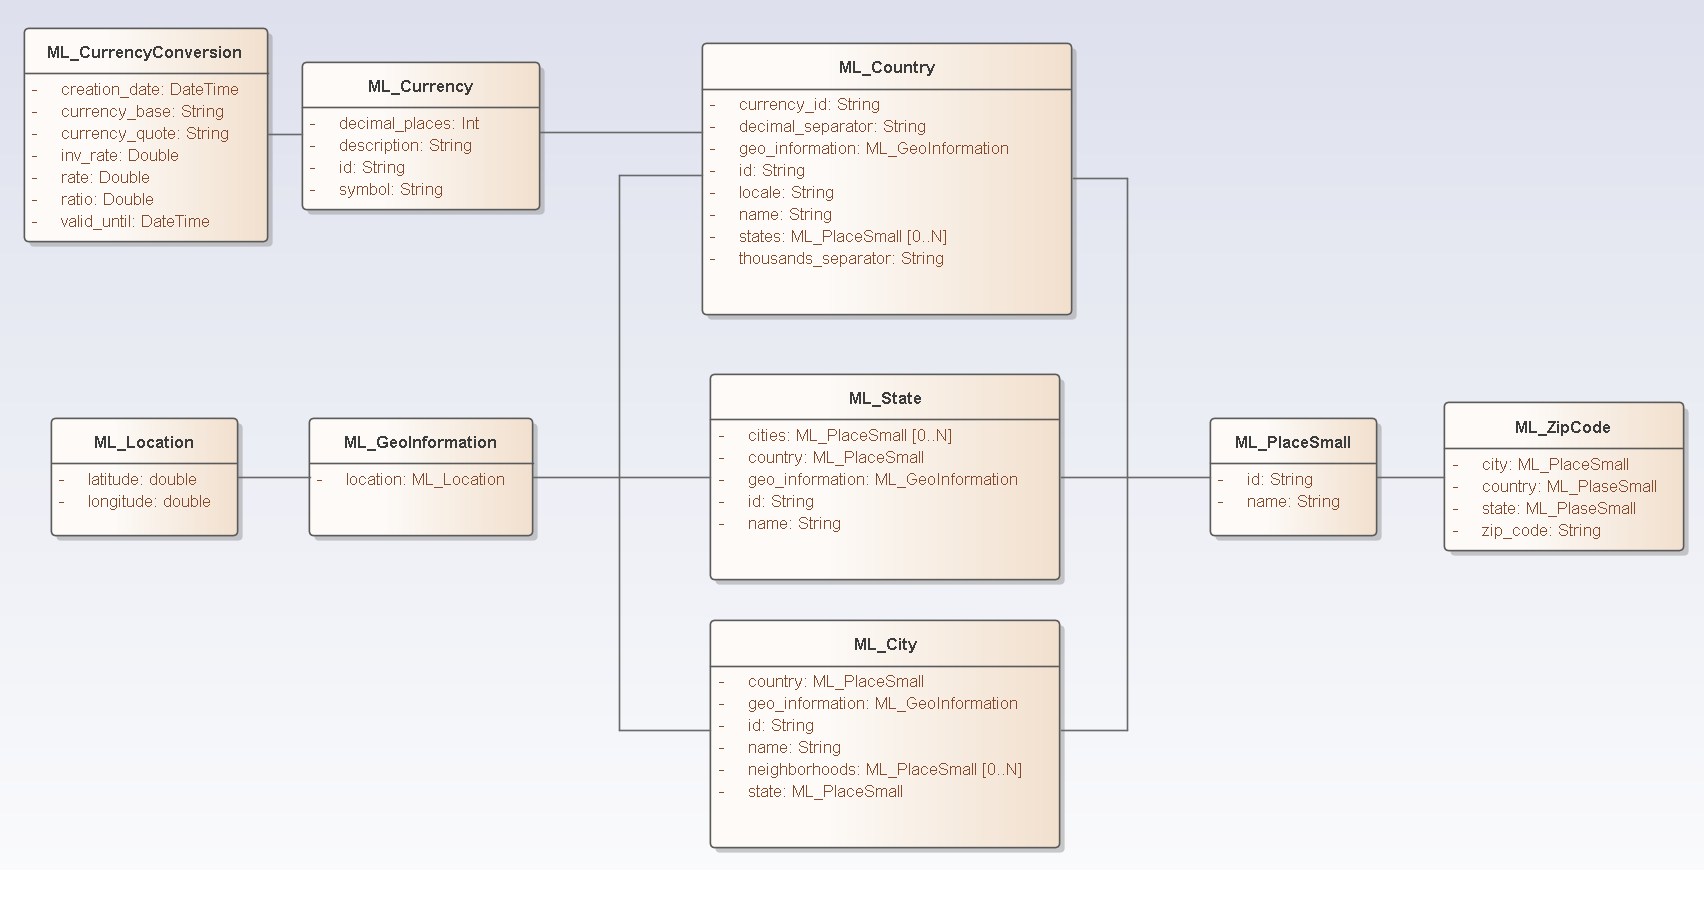 ML_CurrencyConversion
- creation_date: DateTime
- currency_base: String
- currency_quote: String
- inv_rate: Double
- rate: Double
- ratio: Double
- valid_until: DateTime
ML_Currency
- decimal_places: Int
- description: String
- id: String
- symbol: String
ML_Country
- currency_id: String
- decimal_separator: String
- geo_information: ML_GeoInformation
- id: String
- locale: String
- name: String
- states: ML_PlaceSmall [0..N]
- thousands_separator: String
ML_Location
- latitude: double
- longitude: double
ML_GeoInformation
- location: ML_Location
ML_State
- cities: ML_PlaceSmall [0..N]
- country: ML_PlaceSmall
- geo_information: ML_GeoInformation
- id: String
- name: String
ML_PlaceSmall
- id: String
- name: String
ML_ZipCode
- city: ML_PlaceSmall
- country: ML_PlaseSmall
- state: ML_PlaseSmall
- zip_code: String
ML_City
- country: ML_PlaceSmall
- geo_information: ML_GeoInformation
- id: String
- name: String
- neighborhoods: ML_PlaceSmall [0..N]
- state: ML_PlaceSmall